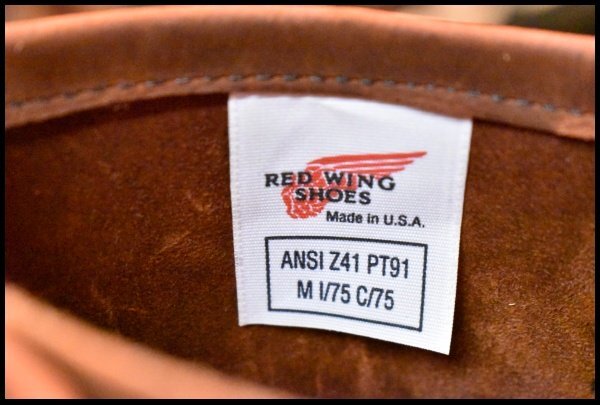 RED WING
SHOES
Made in U.S.A.
ANSI Z41 PT91
M I/75 C/75